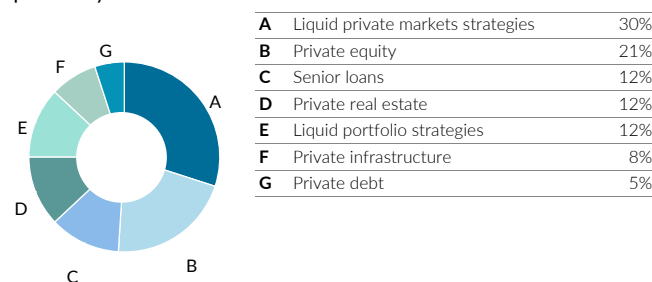 A Liquid private markets strategies 30%
B Private equity 21%
C Senior loans 12%
D Private real estate 12%
E Liquid portfolio strategies 12%
F Private infrastructure 8%
G Private debt 5%
G
F
A
E
D
B
C